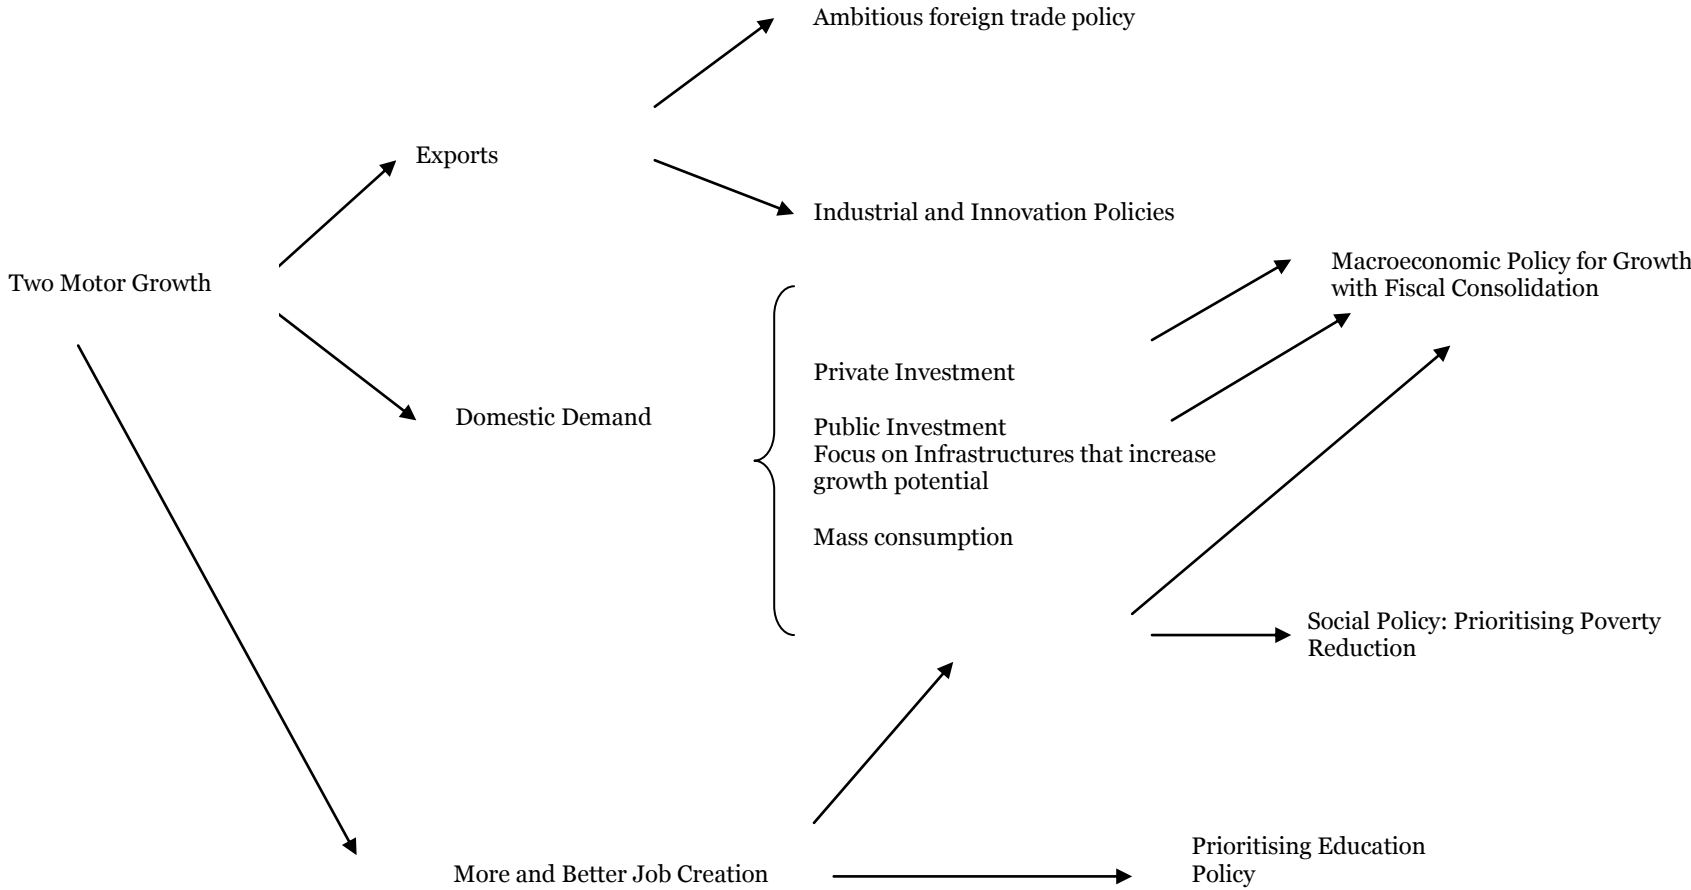 Ambitious foreign trade policy
Exports
Industrial and Innovation Policies
Two Motor Growth
Macroeconomic Policy for Growth
with Fiscal Consolidation
Domestic Demand
Private Investment
Public Investment
Focus on Infrastructures that increase
growth potential
Mass consumption
Social Policy: Prioritising Poverty
Reduction
More and Better Job Creation
Prioritising Education
Policy